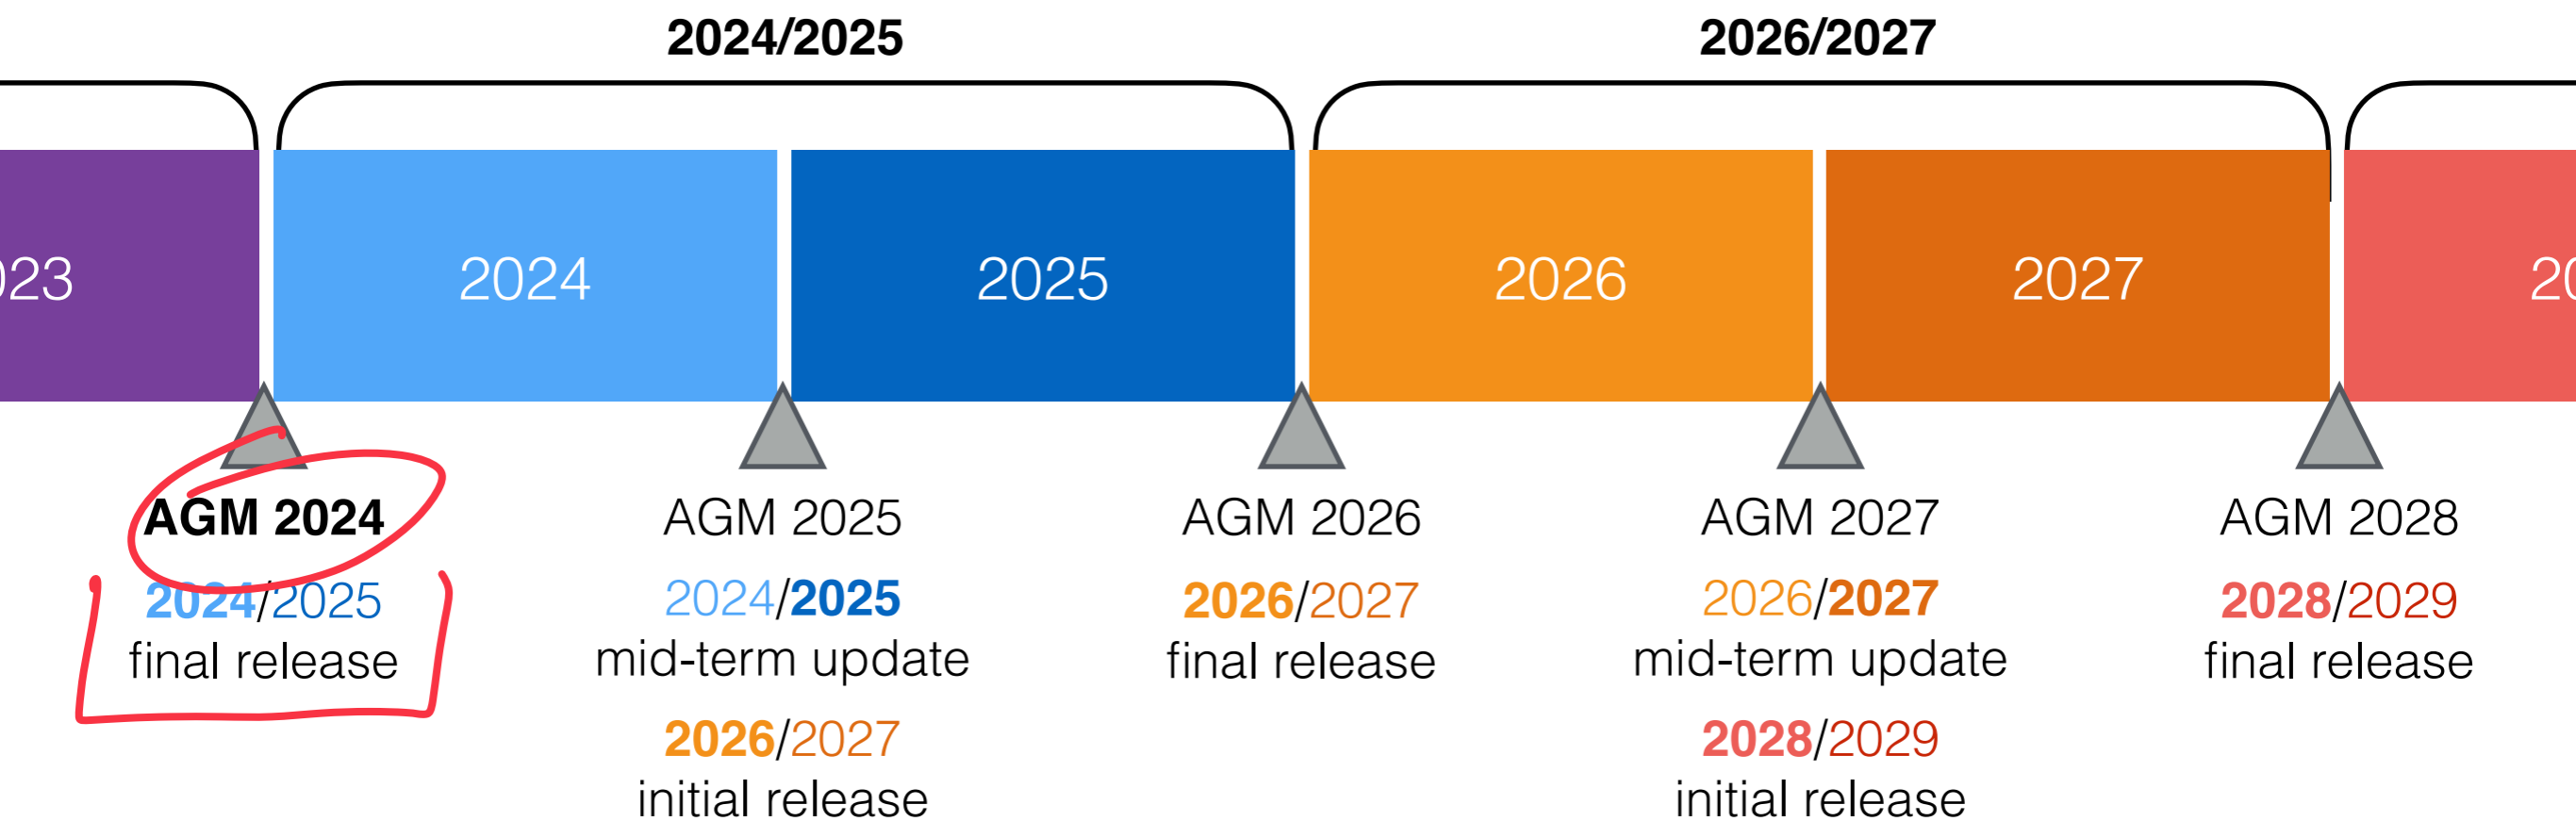 2024/2025
2026/2027
023
2024
2025
2026
2027
20
AGM 2024
2024/2025
final release
AGM 2025
2024/2025
mid-term update
2026/2027
initial release
AGM 2026
2026/2027
final release
AGM 2027
2026/2027
mid-term update
2028/2029
initial release
AGM 2028
2028/2029
final release